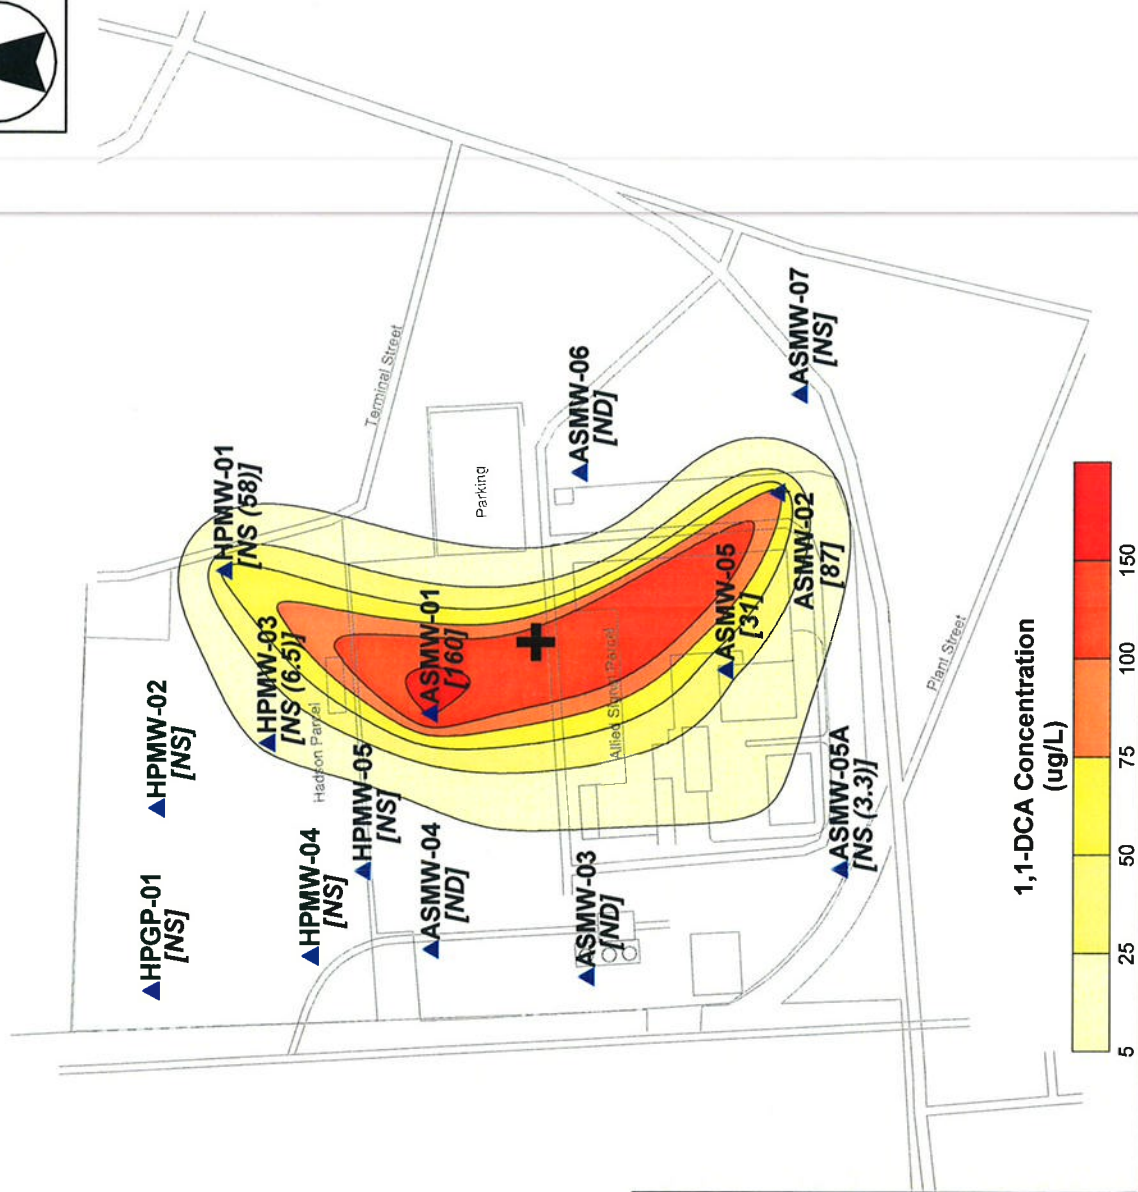 HPGP-01
[NS]
HPMW-02
[NS]
HPMW-01
[NS (58)]
HPMW-03
[NS (6.5)]
HPMW-04
[NS]
HPMW-05
[NS]
Hadson Parcel
Terminal Street
Parking
ASMW-01
[160]
ASMW-04
[ND]
ASMW-03
[ND]
ASMW-06
[ND]
ASMW-07
[NS]
Allied Signal Parcel
ASMW-05
[31]
ASMW-02
[87]
ASMW-05A
[NS (3.3)]
Plant Street
1,1-DCA Concentration
(ug/L)
5 25 50 75 100 150